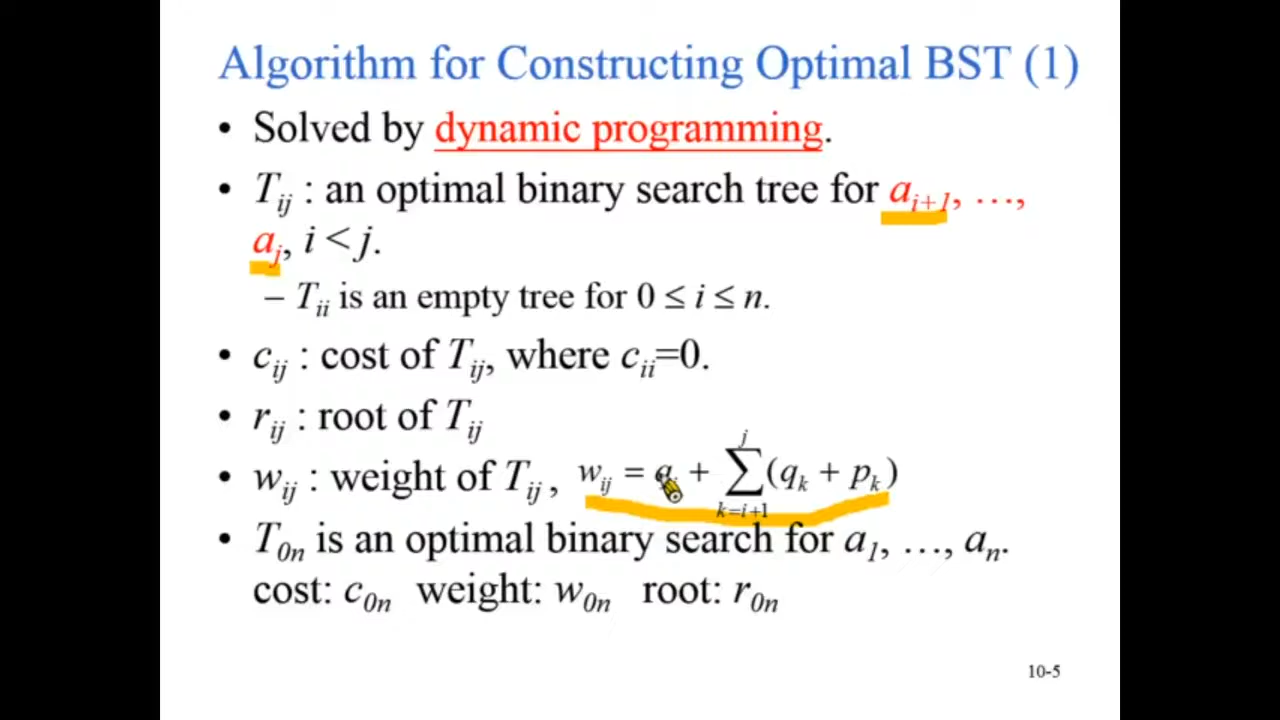 Algorithm for Constructing Optimal BST (1)
• Solved by dynamic programming.
• Tij : an optimal binary search tree for ai+1, …,
aj, i < j.
– Tii is an empty tree for 0 ≤ i ≤ n.
• cij : cost of Tij, where cii=0.
• rij : root of Tij
• wij : weight of Tij , wij = + ∑ j k=i+1 (qk + pk)
• T0n is an optimal binary search for a1, …, an.
cost: c0n weight: w0n root: r0n
10-5